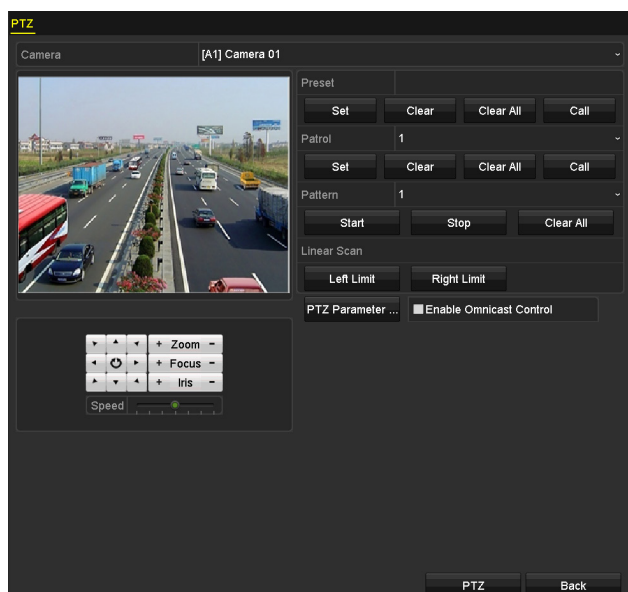 PTZ
Camera [A1] Camera 01
Preset
Set Clear Clear All Call
Patrol 1
Set Clear Clear All Call
Pattern 1
Start Stop Clear All
Linear Scan
Left Limit Right Limit
PTZ Parameter ... Enable Omnicast Control
+ Zoom -
+ Focus -
+ Iris -
Speed
PTZ Back